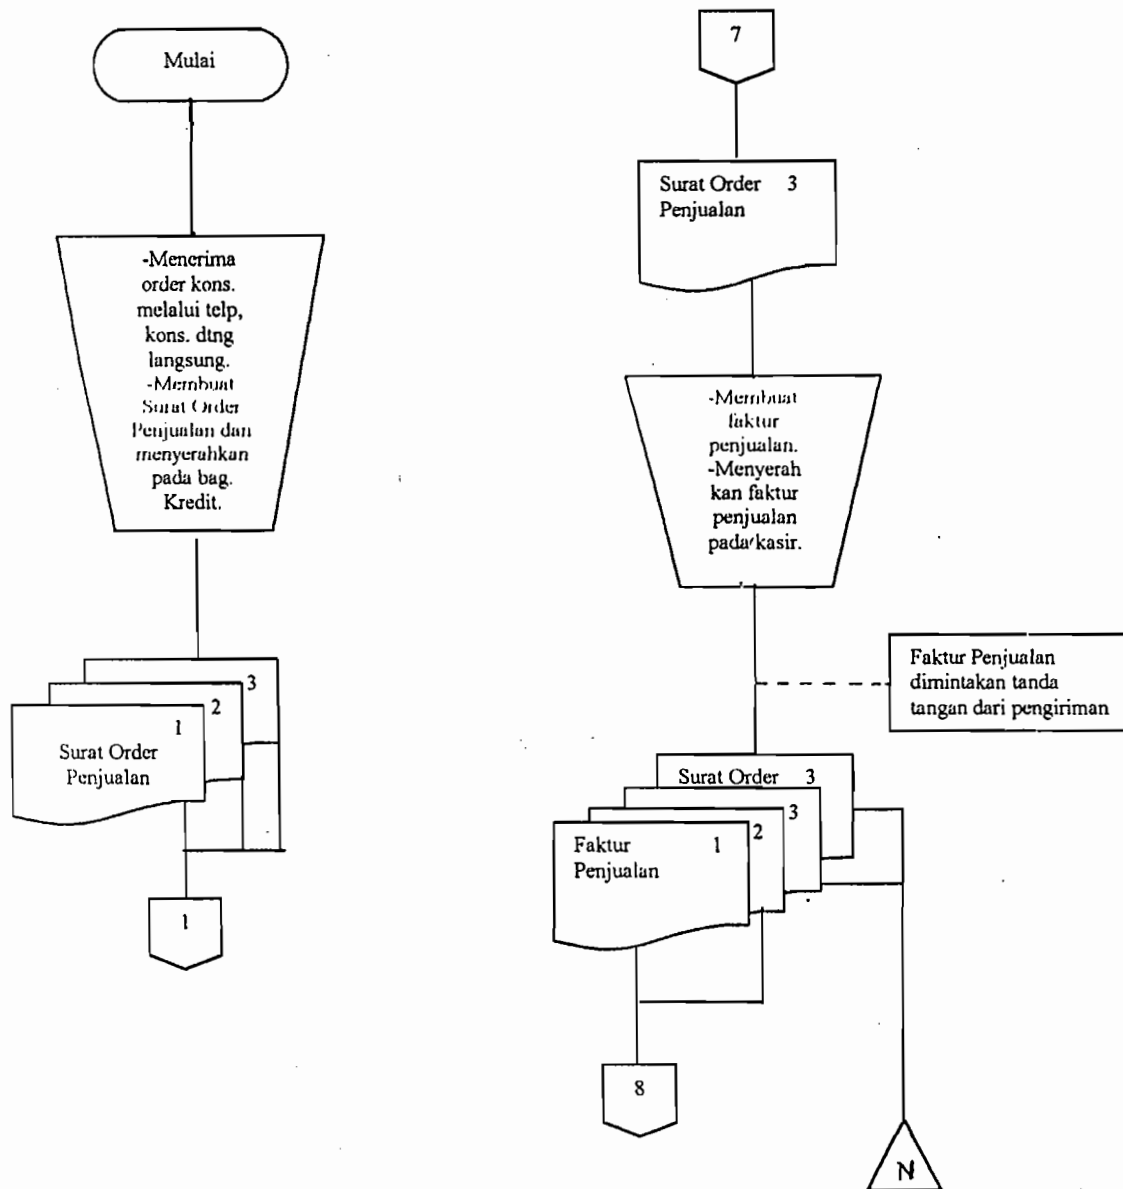 Mulai
-Menerima
order kons.
melalui telp,
kons. dtng
langsung.
-Membuat
Surat Order
Penjualan dan
menyerahkan
pada bag.
Kredit.
3
2
1
Surat Order
Penjualan
1
7
Surat Order 3
Penjualan
-Membuat
faktur
penjualan.
-Menyerah
kan faktur
penjualan
pada kasir.
Faktur Penjualan
dimintakan tanda
tangan dari pengiriman
Surat Order 3
3
2
Faktur 1
Penjualan
8
N